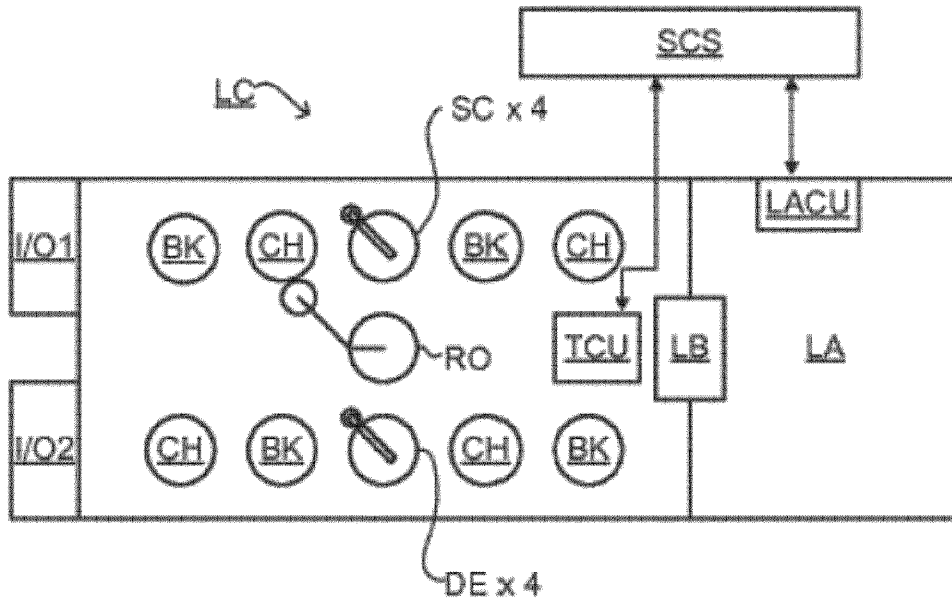 SCS
LC
SC x 4
LACU
I/O1
BK
CH
BK
CH
RO
TCU
LB
LA
I/O2
CH
BK
CH
BK
DE x 4